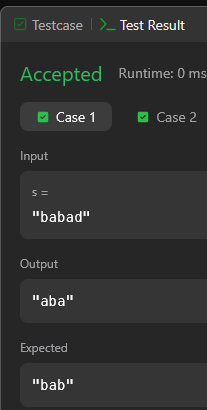 Testcase | Test Result
Accepted Runtime: 0 ms
Case 1 Case 2
Input
s =
"babad"
Output
"aba"
Expected
"bab"